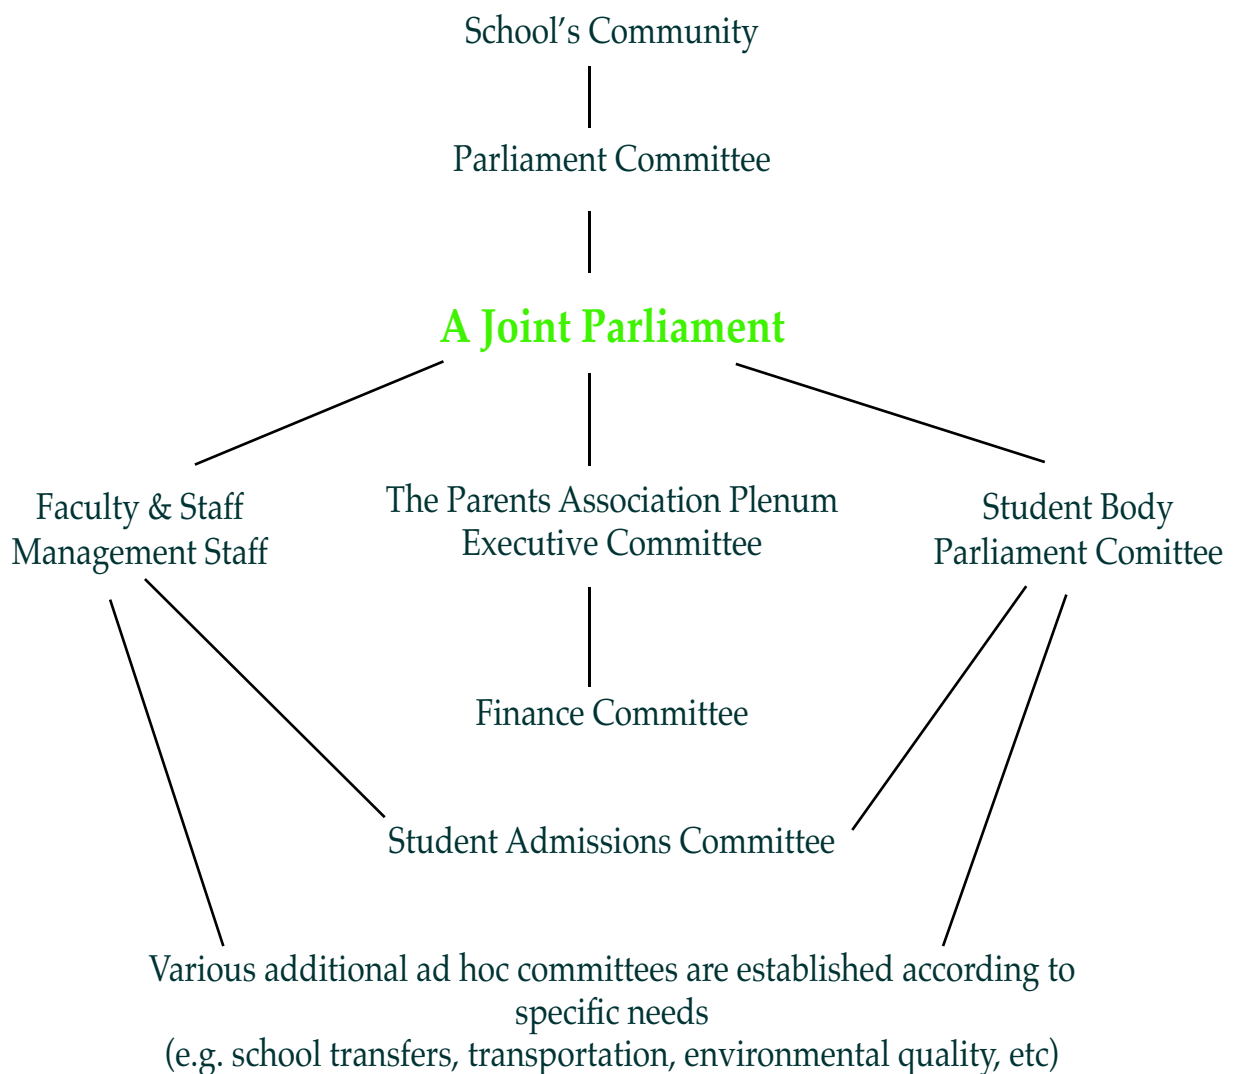 School’s Community
Parliament Committee
A Joint Parliament
Faculty & Staff
Management Staff
The Parents Association Plenum
Executive Committee
Student Body
Parliament Comittee
Finance Committee
Student Admissions Committee
Various additional ad hoc committees are established according to
specific needs
(e.g. school transfers, transportation, environmental quality, etc)